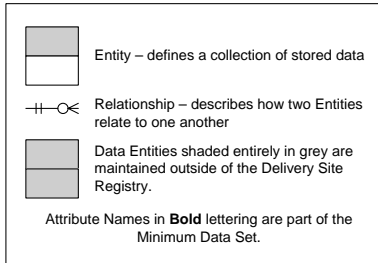 Entity – defines a collection of stored data
Relationship – describes how two Entities
relate to one another
Data Entities shaded entirely in grey are
maintained outside of the Delivery Site
Registry.
Attribute Names in Bold lettering are part of the
Minimum Data Set.